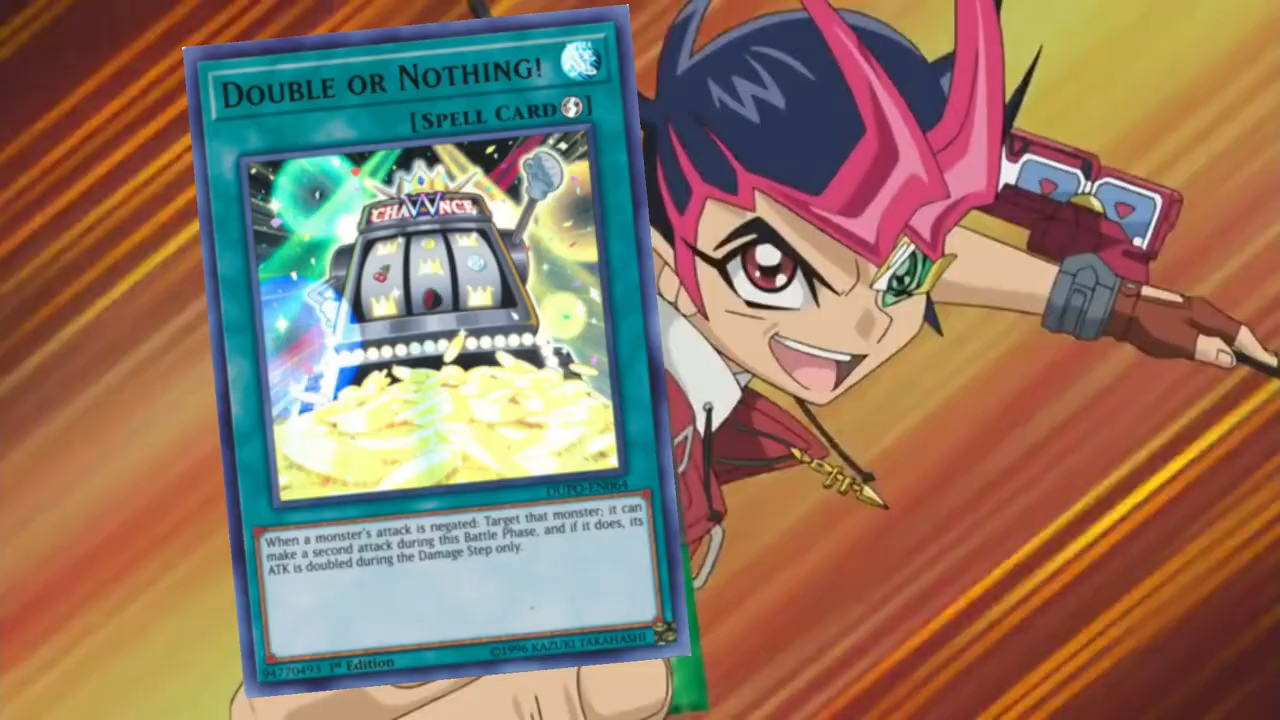 DOUBLE OR NOTHING!
[SPELL CARD]
CHAWNCE
DUPO-EN064
When a monster's attack is negated: Target that monster; it can
make a second attack during this Battle Phase, and if it does, its
ATK is doubled during the Damage Step only.
94770493 1st Edition ©1996 KAZUKI TAKAHASHI